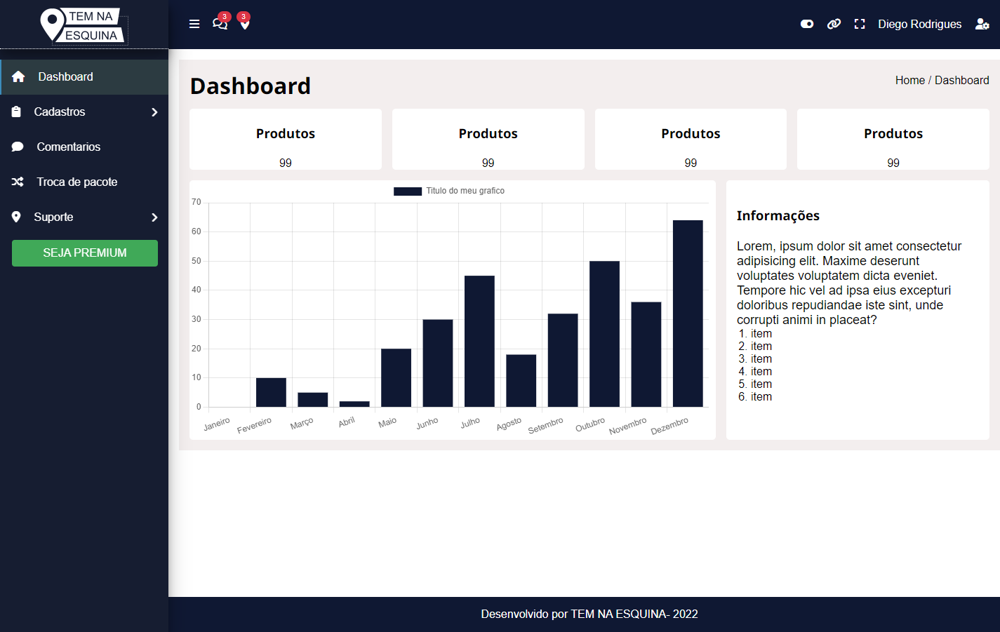 TEM NA
ESQUINA
3
3
Diego Rodrigues
Dashboard
Cadastros
Comentarios
Troca de pacote
Suporte
SEJA PREMIUM
Dashboard
Home / Dashboard
Produtos
99
Produtos
99
Produtos
99
Produtos
99
Titulo do meu grafico
70
60
50
40
30
20
10
0
Janeiro
Fevereiro
Março
Abril
Maio
Junho
Julho
Agosto
Setembro
Outubro
Novembro
Dezembro
Informações
Lorem, ipsum dolor sit amet consectetur
adipisicing elit. Maxime deserunt
voluptates voluptatem dicta eveniet.
Tempore hic vel ad ipsa eius excepturi
doloribus repudiandae iste sint, unde
corrupti animi in placeat?
1. item
2. item
3. item
4. item
5. item
6. item
Desenvolvido por TEM NA ESQUINA- 2022